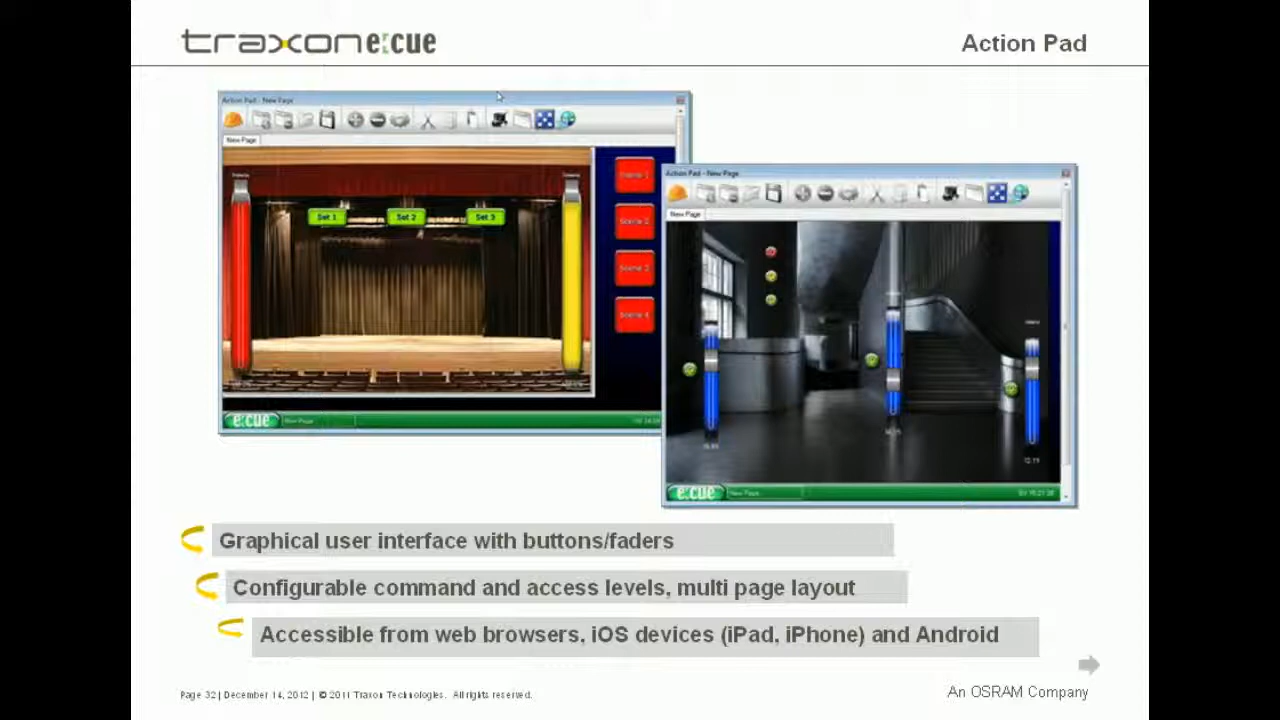 traxon e:cue
Action Pad
Action Pad - New Page
New Page
Set 1
Set 2
Set 3
Scene 1
Scene 2
Scene 3
Scene 4
e:cue
New Page
Action Pad - New Page
New Page
e:cue
New Page
Graphical user interface with buttons/faders
Configurable command and access levels, multi page layout
Accessible from web browsers, iOS devices (iPad, iPhone) and Android
Page 32 | December 14, 2012 | © 2011 Traxon Technologies. All rights reserved.
An OSRAM Company